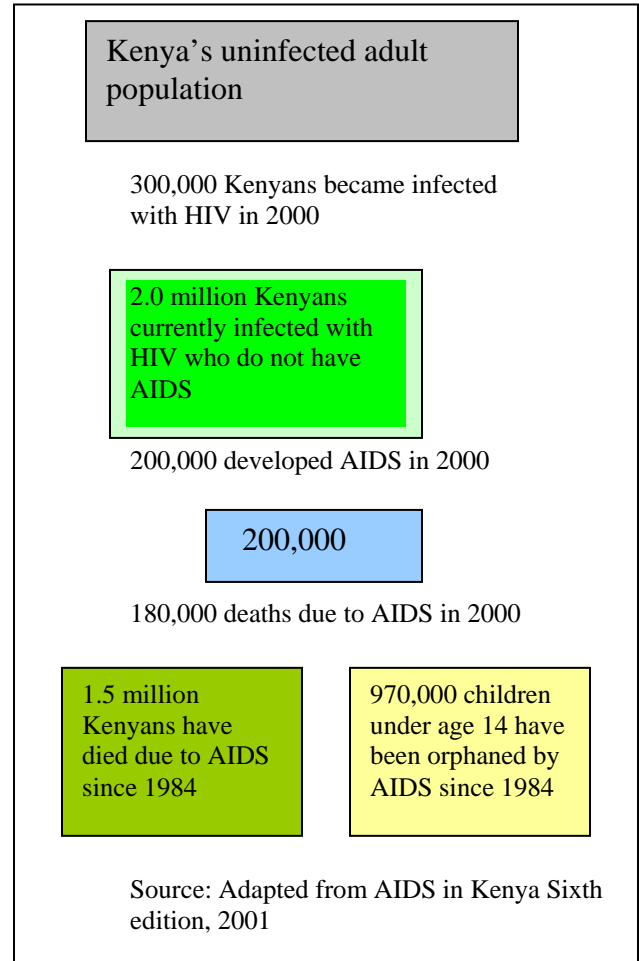 Kenya’s uninfected adult
population
300,000 Kenyans became infected
with HIV in 2000
2.0 million Kenyans
currently infected with
HIV who do not have
AIDS
200,000 developed AIDS in 2000
200,000
180,000 deaths due to AIDS in 2000
1.5 million
Kenyans have
died due to AIDS
since 1984
970,000 children
under age 14 have
been orphaned by
AIDS since 1984
Source: Adapted from AIDS in Kenya Sixth
edition, 2001